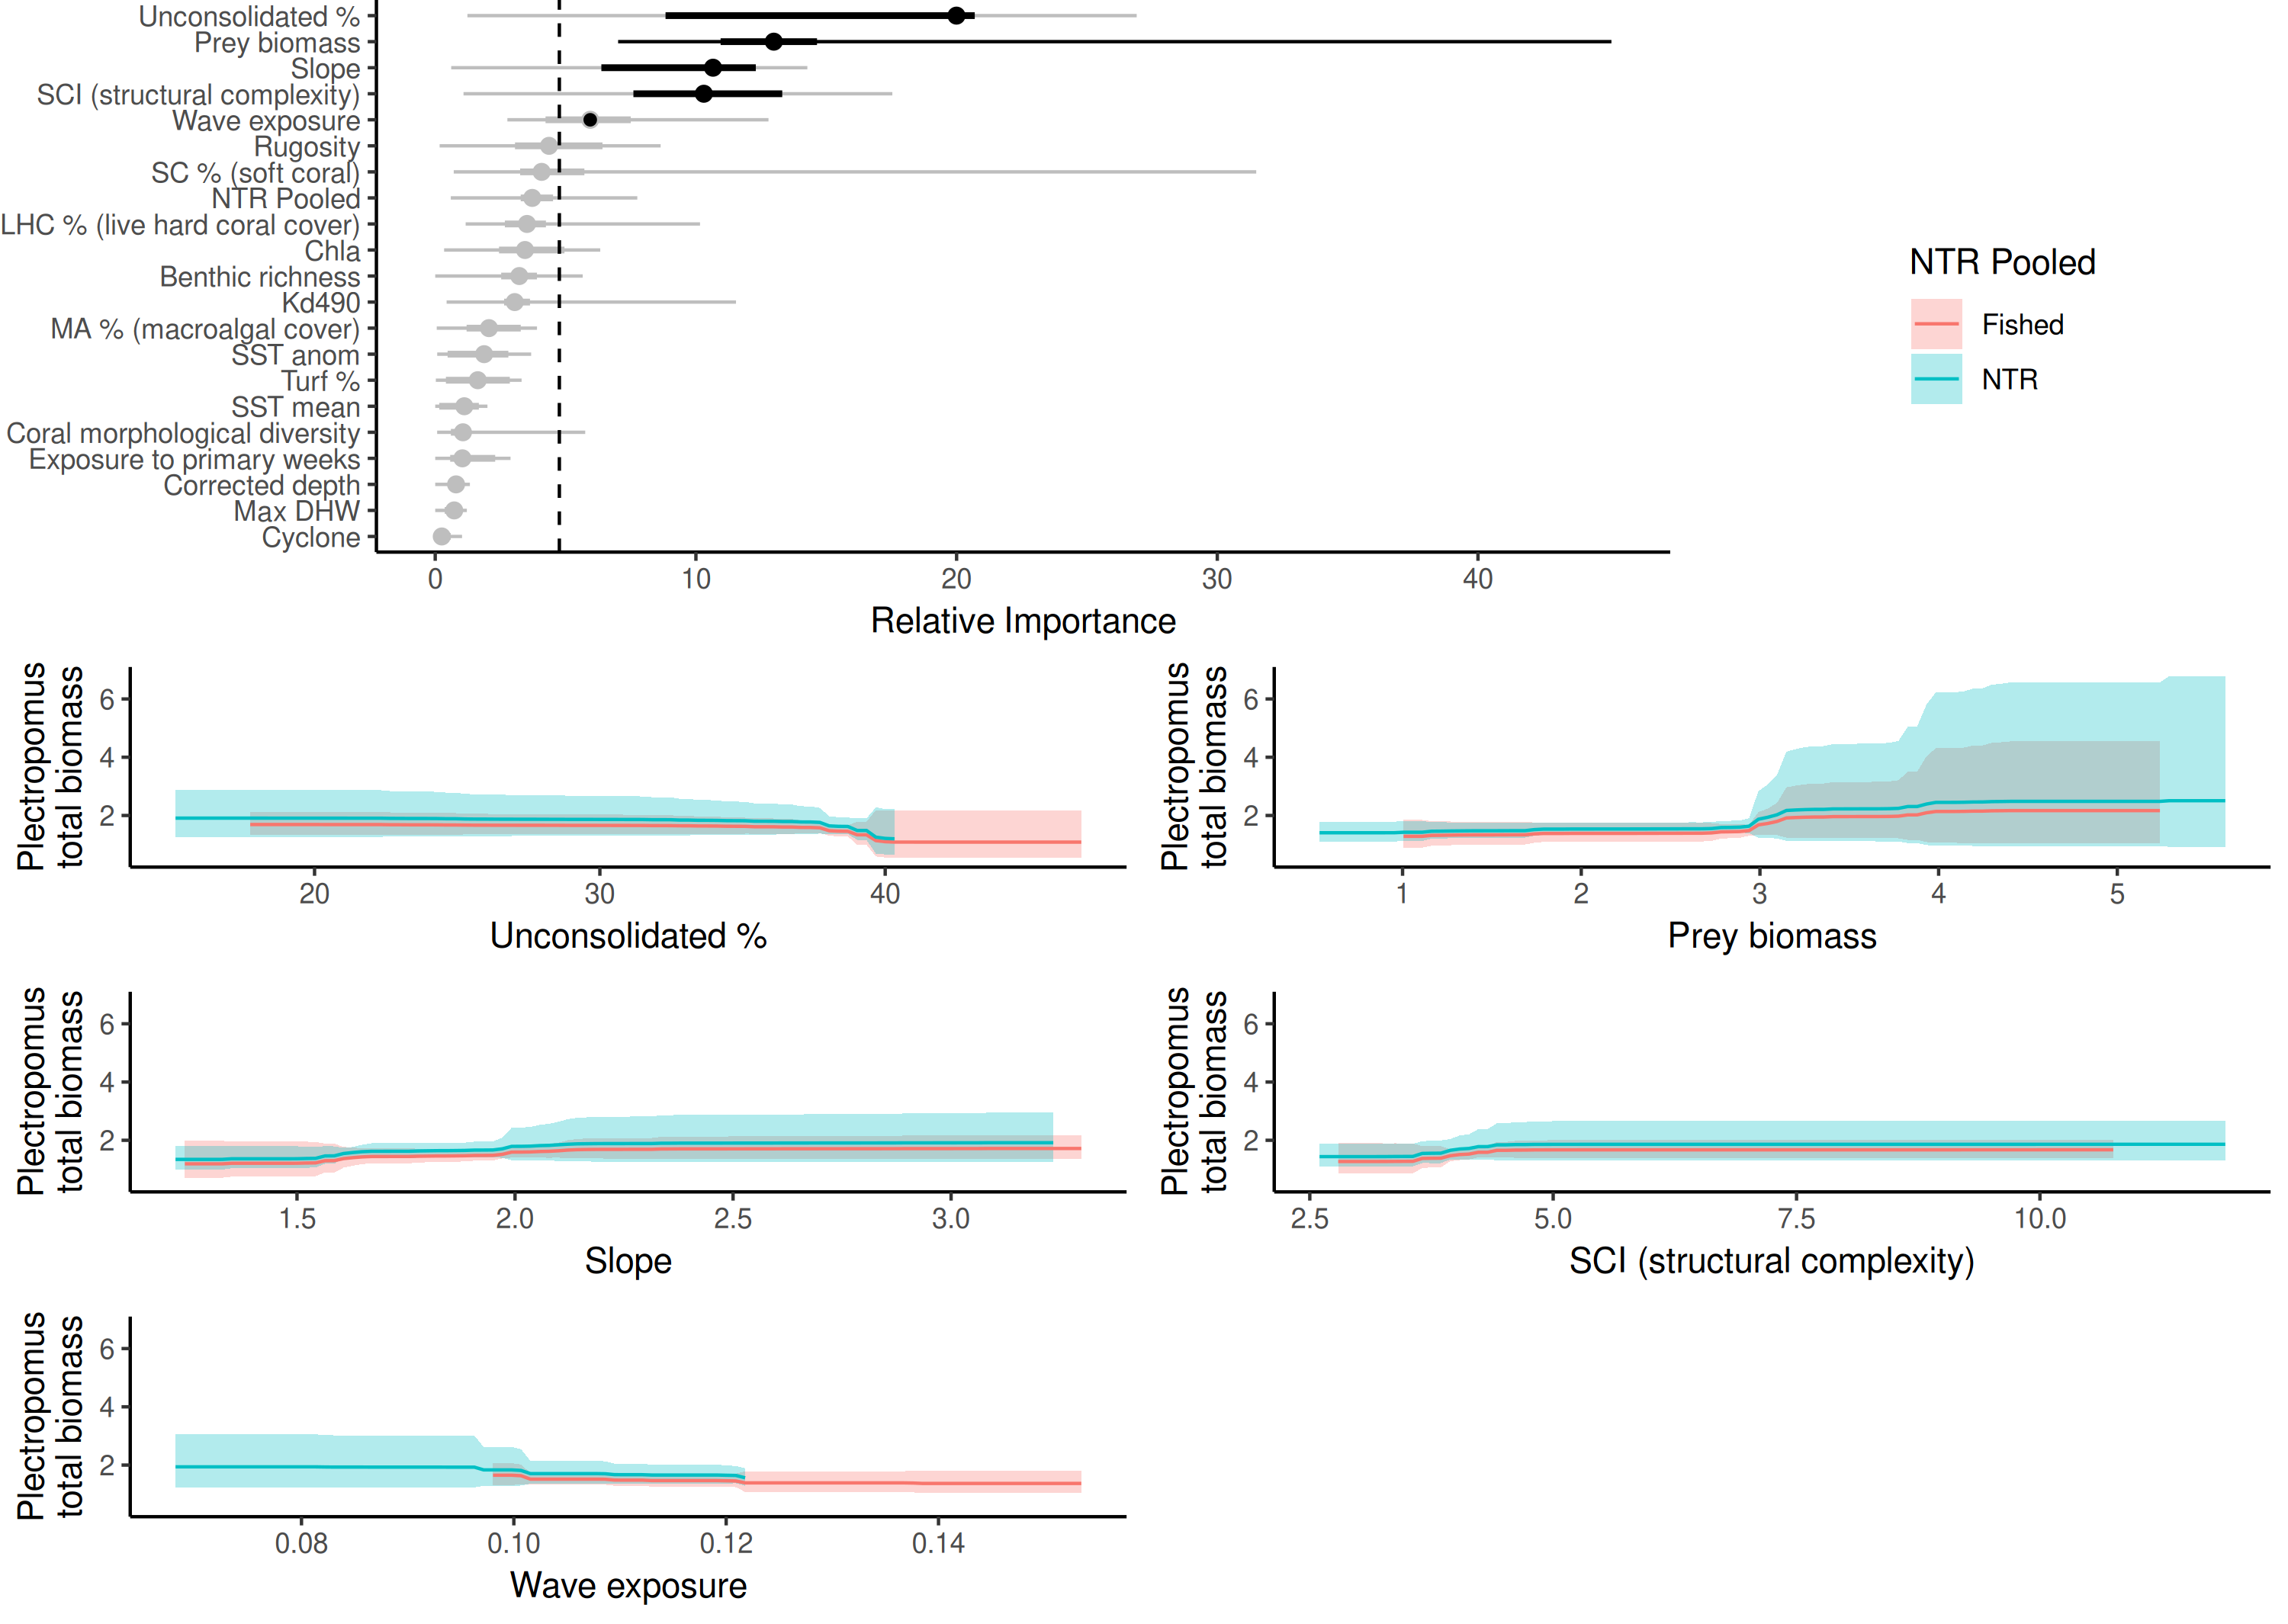 Unconsolidated %
Prey biomass
Slope
SCI (structural complexity)
Wave exposure
Rugosity
SC % (soft coral)
NTR Pooled
LHC % (live hard coral cover)
Chla
Benthic richness
Kd490
MA % (macroalgal cover)
SST anom
Turf %
SST mean
Coral morphological diversity
Exposure to primary weeks
Corrected depth
Max DHW
Cyclone
0 10 20 30 40
Relative Importance
NTR Pooled
Fished
NTR
Plectropomus
total biomass
6
4
2
20 30 40
Unconsolidated %
Plectropomus
total biomass
6
4
2
1 2 3 4 5
Prey biomass
Plectropomus
total biomass
6
4
2
1.5 2.0 2.5 3.0
Slope
Plectropomus
total biomass
6
4
2
2.5 5.0 7.5 10.0
SCI (structural complexity)
Plectropomus
total biomass
6
4
2
0.08 0.10 0.12 0.14
Wave exposure